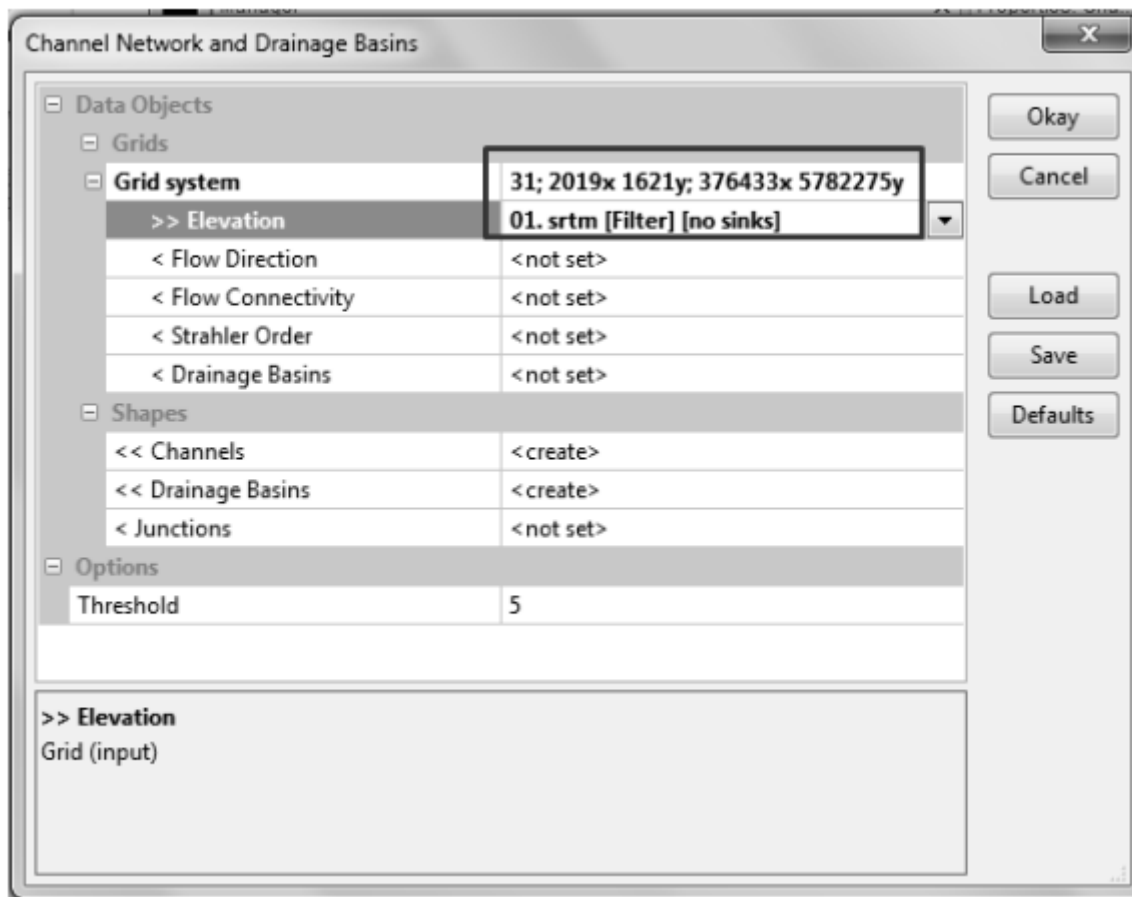 Channel Network and Drainage Basins
Data Objects
Grids
Grid system 31; 2019x 1621y; 376433x 5782275y
>> Elevation 01. srtm [Filter] [no sinks]
< Flow Direction <not set>
< Flow Connectivity <not set>
< Strahler Order <not set>
< Drainage Basins <not set>
Shapes
<< Channels <create>
<< Drainage Basins <create>
< Junctions <not set>
Options
Threshold 5
>> Elevation
Grid (input)
Okay
Cancel
Load
Save
Defaults